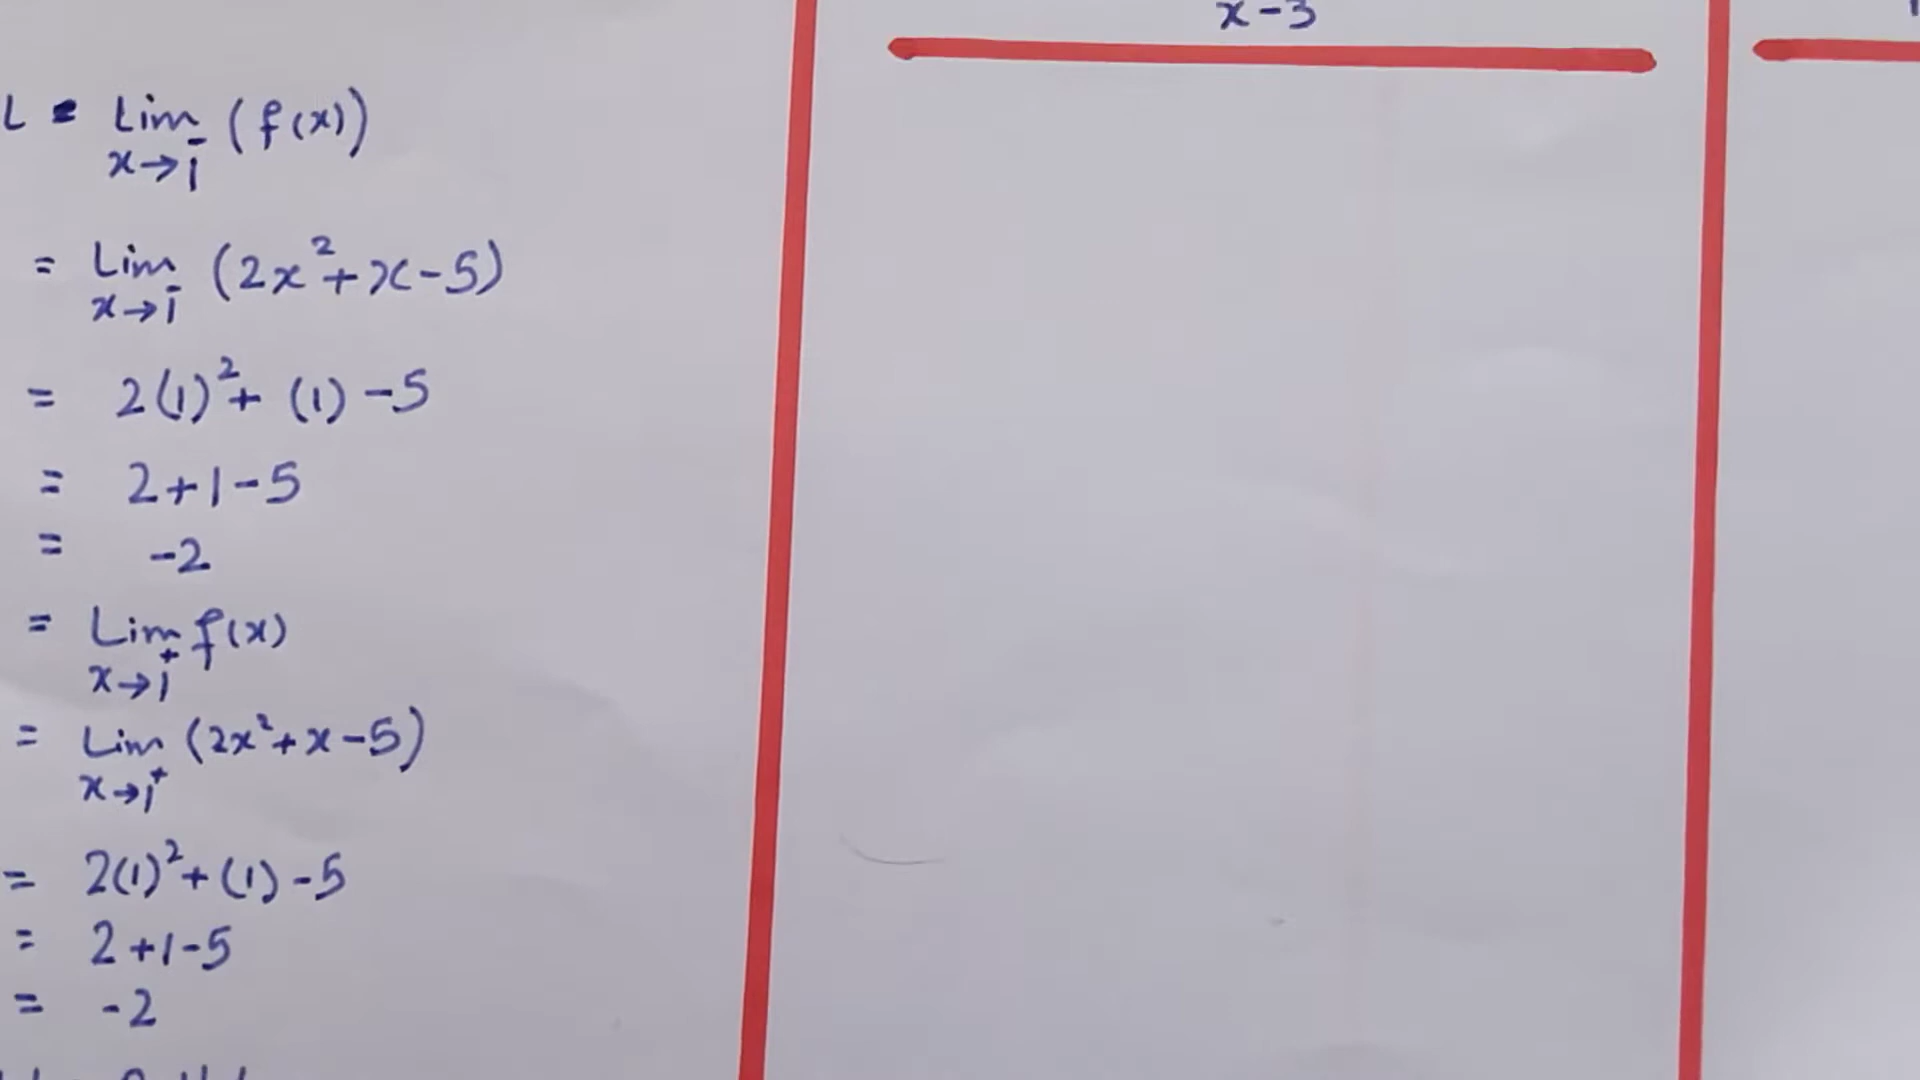 x-3
L = Lim (f(x))
x→1⁻
= Lim (2x²+x-5)
x→1⁻
= 2(1)²+ (1) -5
= 2+1-5
= -2
= Lim f(x)
x→1⁺
= Lim (2x²+x-5)
x→1⁺
= 2(1)²+(1)-5
= 2+1-5
= -2